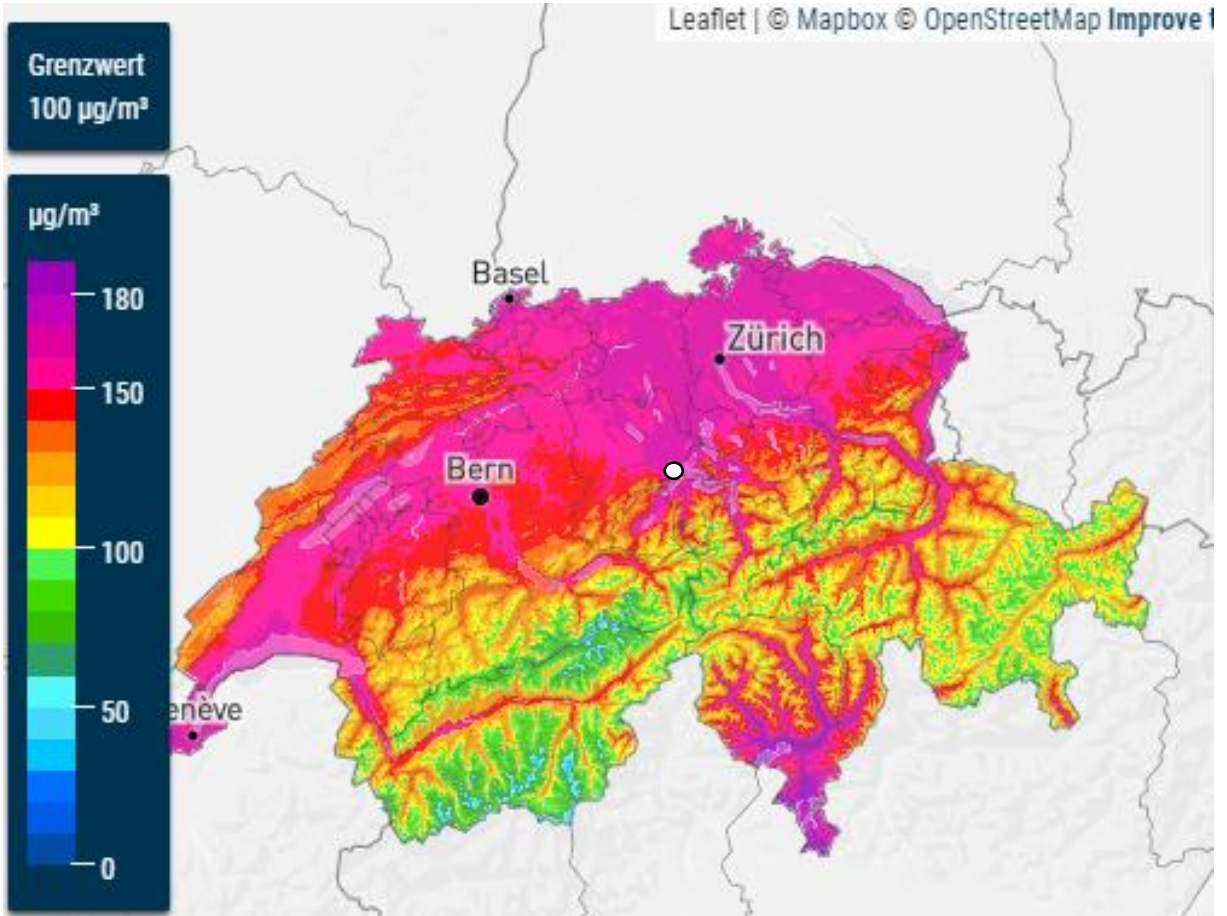 Leaflet | © Mapbox © OpenStreetMap Improve t
Grenzwert
100 µg/m³
µg/m³
180
150
100
50
0
Basel
Zürich
Bern
enève